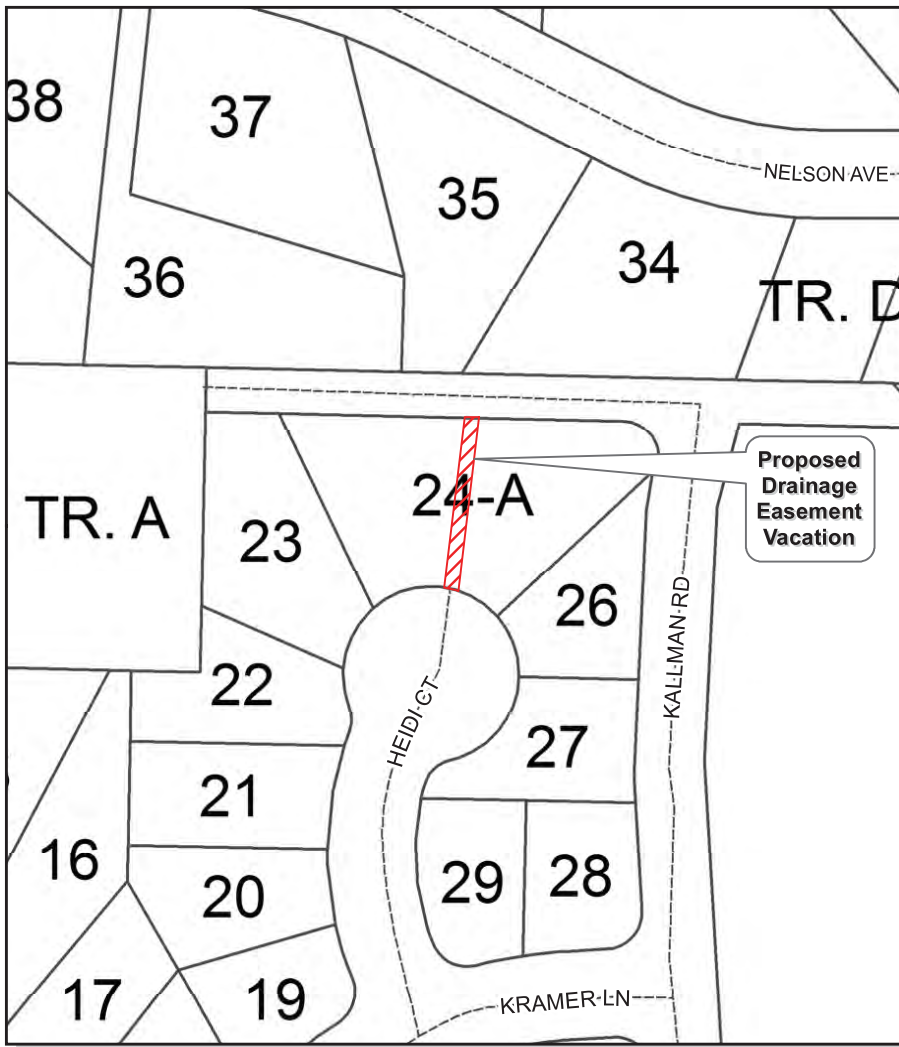 38
37
35
NELSON AVE
36
34
TR. D
24-A
Proposed
Drainage
Easement
Vacation
TR. A
23
26
KALLMAN RD
22
HEIDI CT
27
21
16
20
29
28
17
19
KRAMER LN